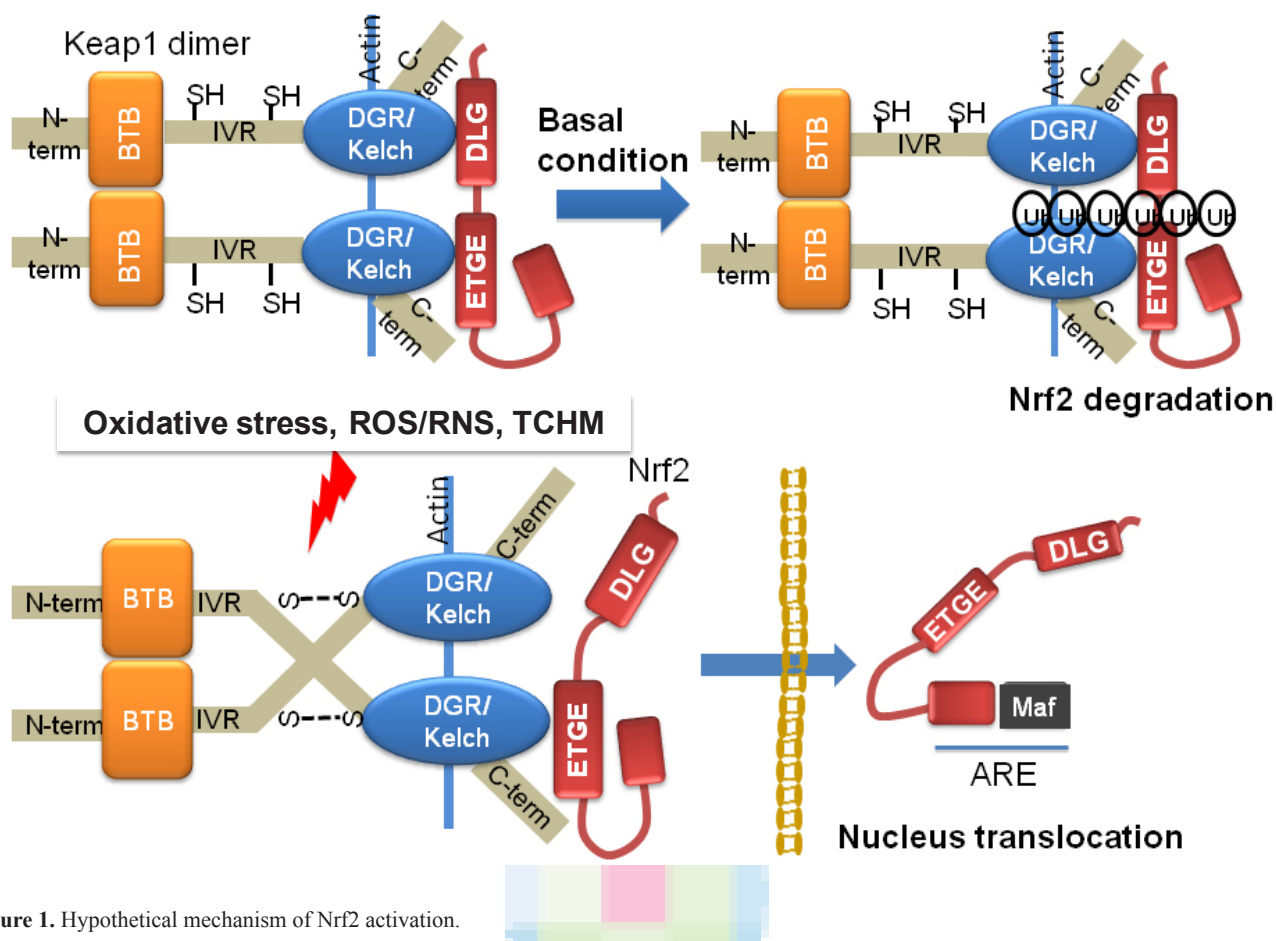 Keap1 dimer
N-
term
BTB
SH
SH
IVR
DGR/
Kelch
Actin
C-
term
DLG
N-
term
BTB
IVR
SH
SH
DGR/
Kelch
C-
term
ETGE
Basal
condition
N-
term
BTB
SH
SH
IVR
DGR/
Kelch
Actin
C-
term
DLG
Ub
Ub
Ub
Ub
Ub
Ub
N-
term
BTB
IVR
SH
SH
DGR/
Kelch
C-
term
ETGE
Nrf2 degradation
Oxidative stress, ROS/RNS, TCHM
N-term
BTB
IVR
S---S
Actin
DGR/
Kelch
C-term
Nrf2
DLG
N-term
BTB
IVR
S---S
DGR/
Kelch
C-term
ETGE
DLG
ETGE
Maf
ARE
Nucleus translocation
ure 1. Hypothetical mechanism of Nrf2 activation.